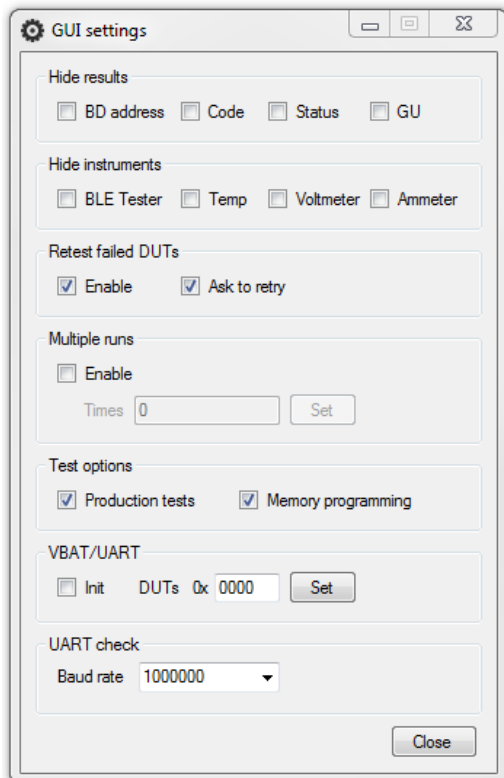 GUI settings
Hide results
BD address Code Status GU
Hide instruments
BLE Tester Temp Voltmeter Ammeter
Retest failed DUTs
Enable Ask to retry
Multiple runs
Enable
Times 0 Set
Test options
Production tests Memory programming
VBAT/UART
Init DUTs 0x 0000 Set
UART check
Baud rate 1000000
Close